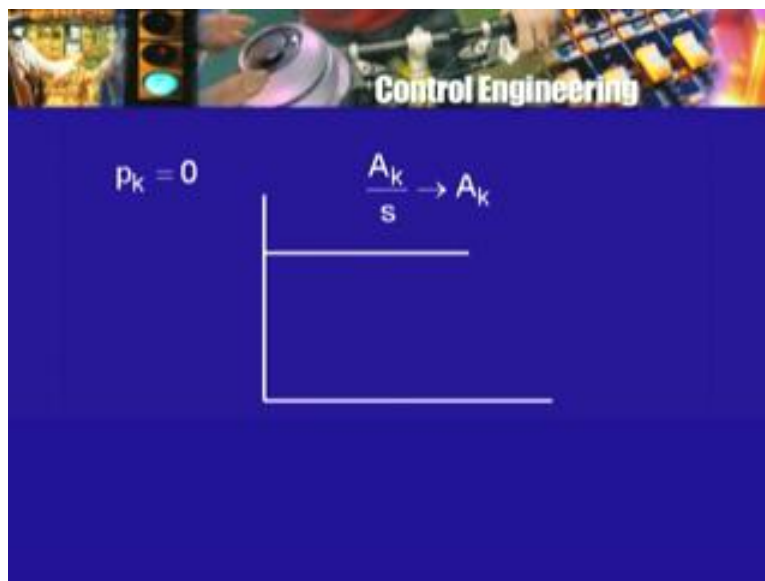 Control Engineering
pₖ = 0
Aₖ/s → Aₖ